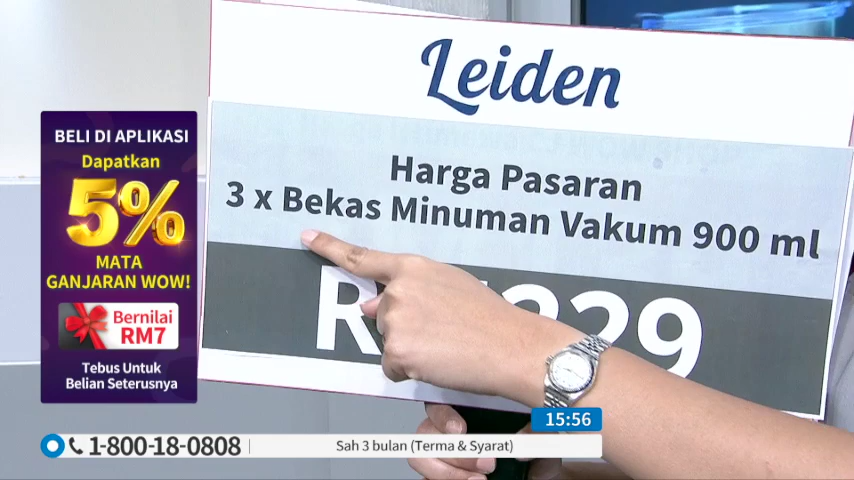 Leiden
Harga Pasaran
3 x Bekas Minuman Vakum 900 ml
BELI DI APLIKASI
Dapatkan
5%
MATA
GANJARAN WOW!
Bernilai
RM7
Tebus Untuk
Belian Seterusnya
15:56
1-800-18-0808
Sah 3 bulan (Terma & Syarat)